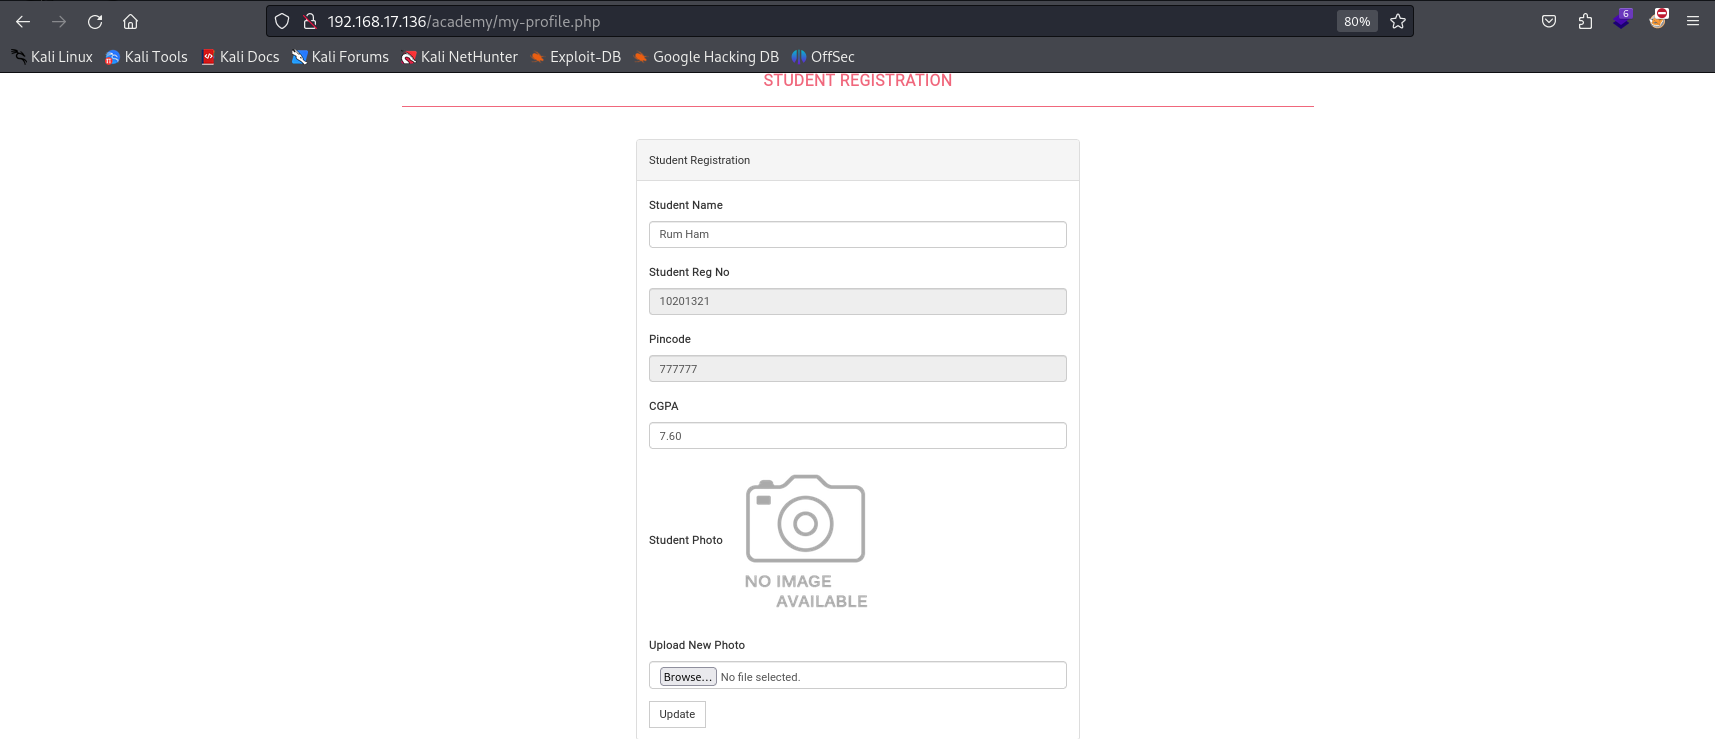 192.168.17.136/academy/my-profile.php 80% 6
Kali Linux Kali Tools Kali Docs Kali Forums Kali NetHunter Exploit-DB Google Hacking DB OffSec
STUDENT REGISTRATION
Student Registration
Student Name
Rum Ham
Student Reg No
10201321
Pincode
777777
CGPA
7.60
NO IMAGE
AVAILABLE
Student Photo
Upload New Photo
Browse... No file selected.
Update